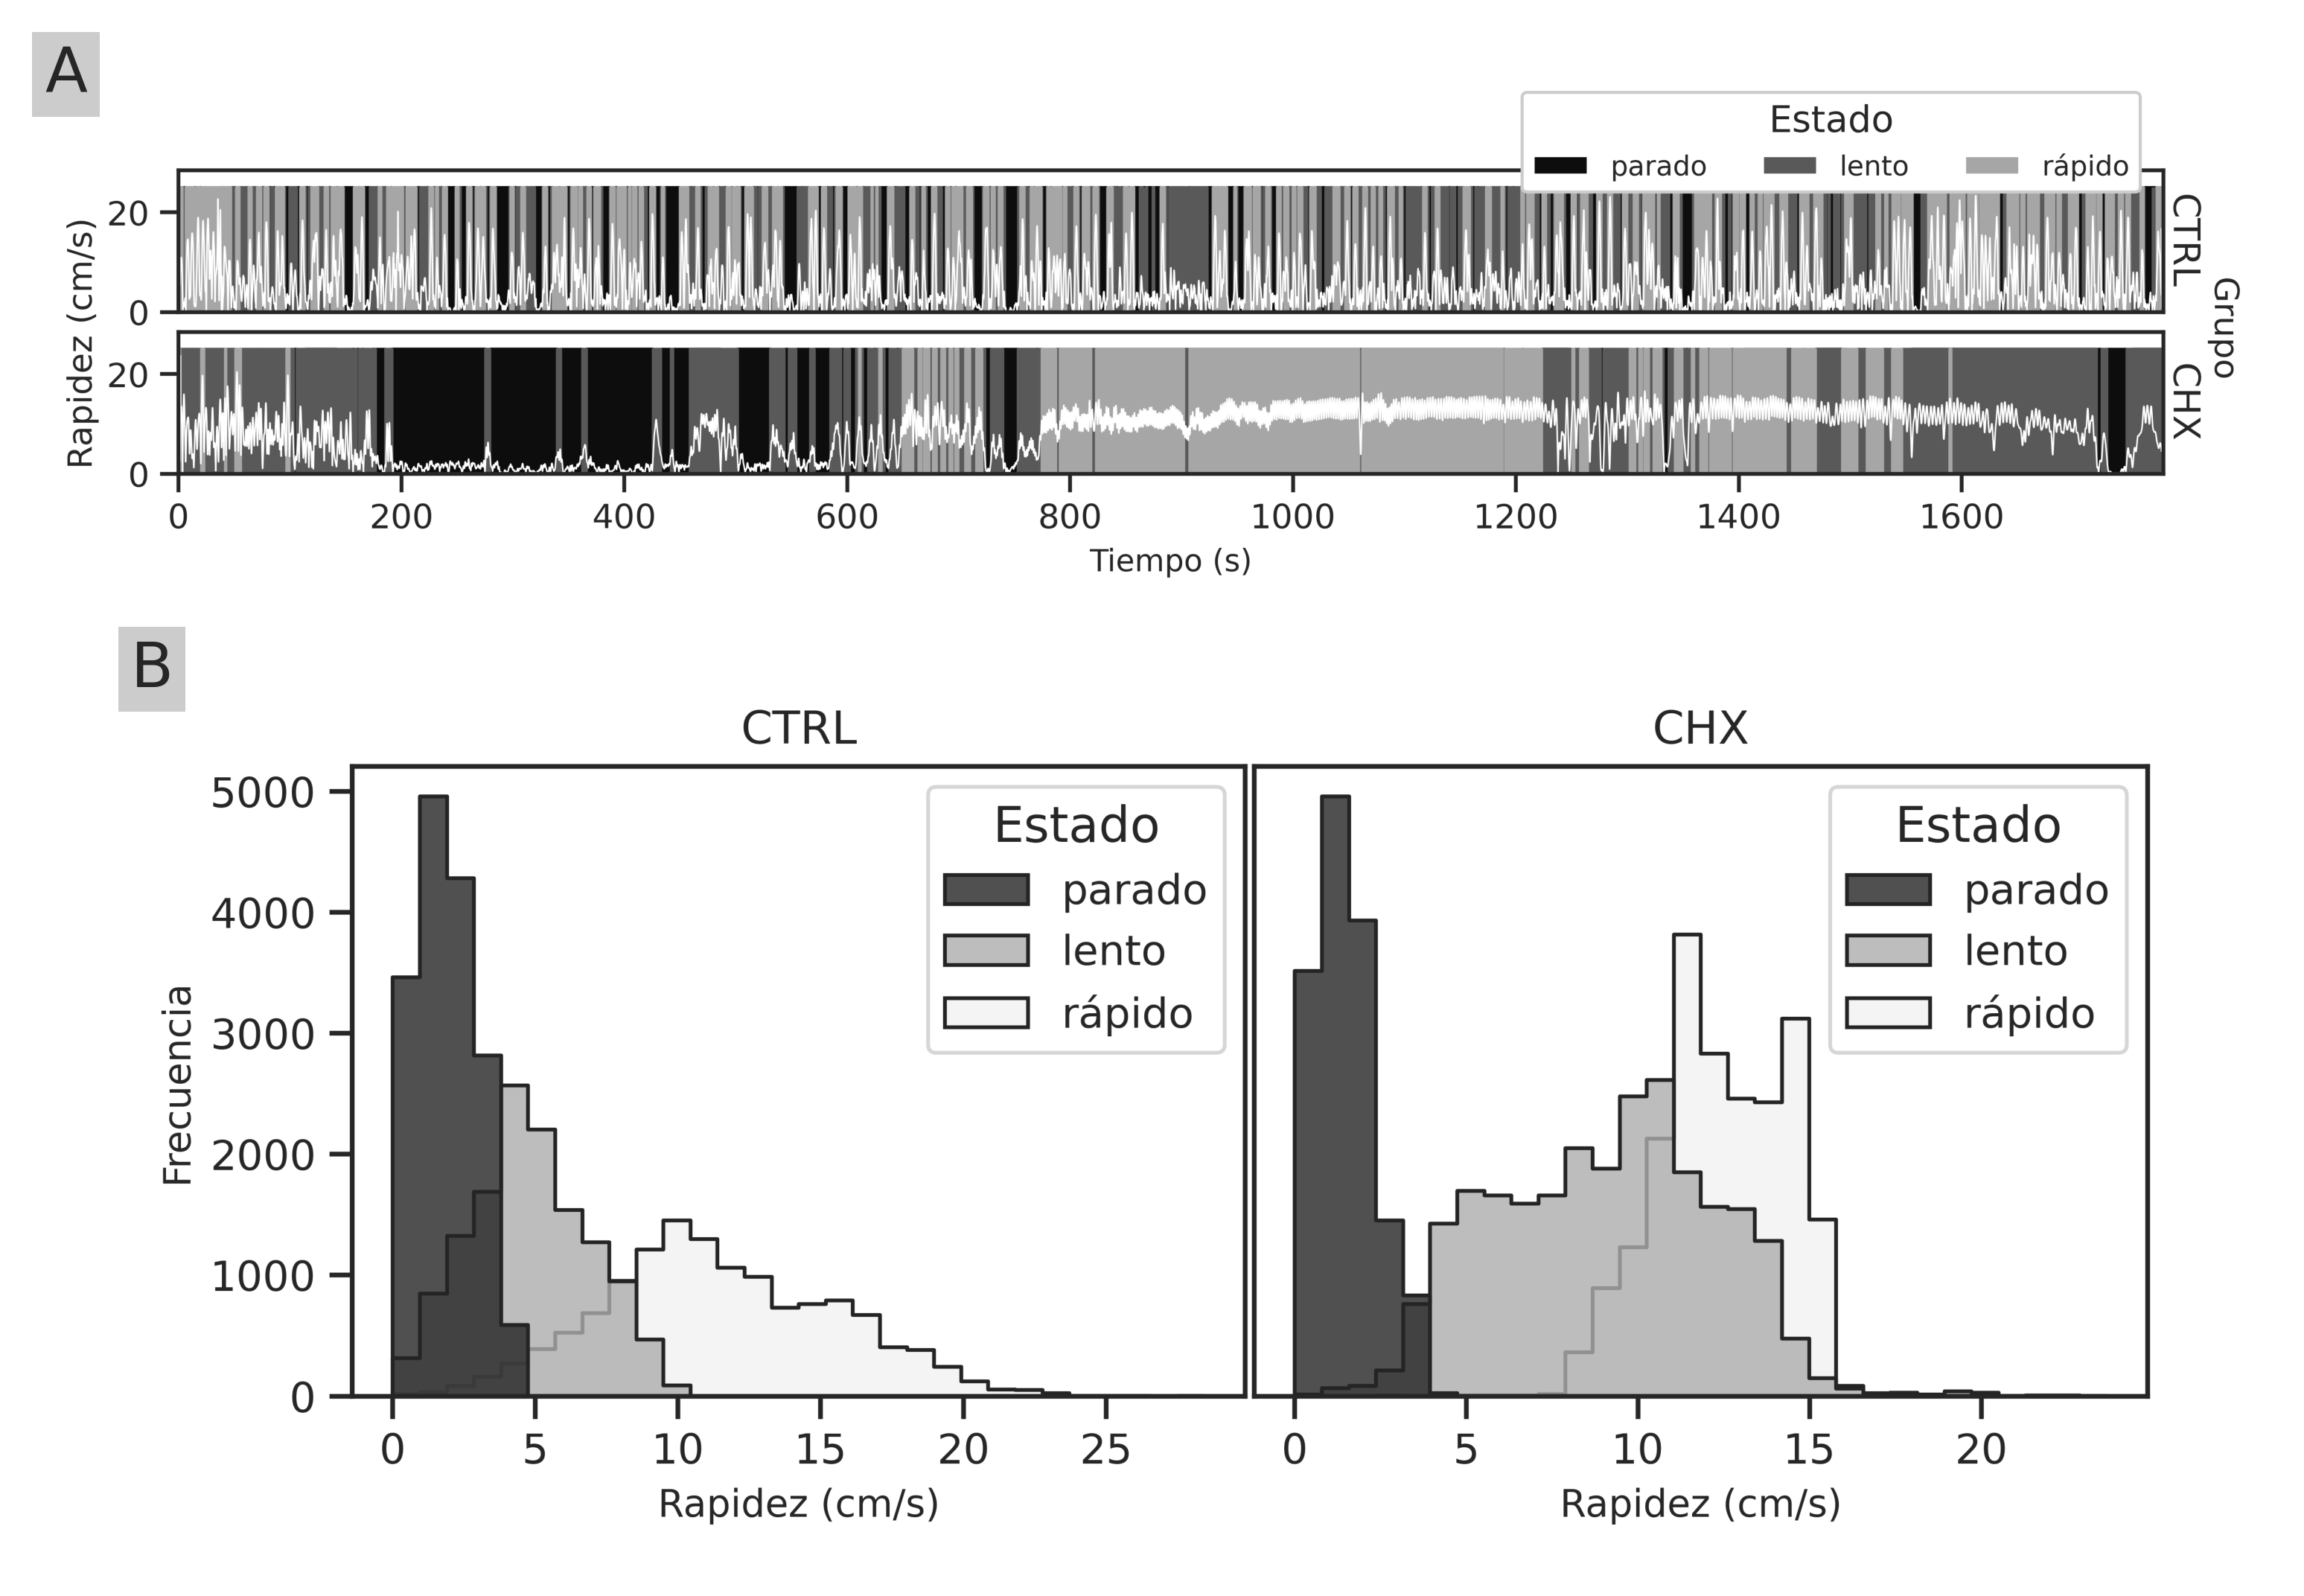 A
Estado
parado lento rápido
Rapidez (cm/s)
20
0
CTRL
Rapidez (cm/s)
20
0
CHX
Grupo
0 200 400 600 800 1000 1200 1400 1600
Tiempo (s)
B
CTRL
Frecuencia
5000
4000
3000
2000
1000
0
Estado
parado
lento
rápido
0 5 10 15 20 25
Rapidez (cm/s)
CHX
Estado
parado
lento
rápido
0 5 10 15 20
Rapidez (cm/s)